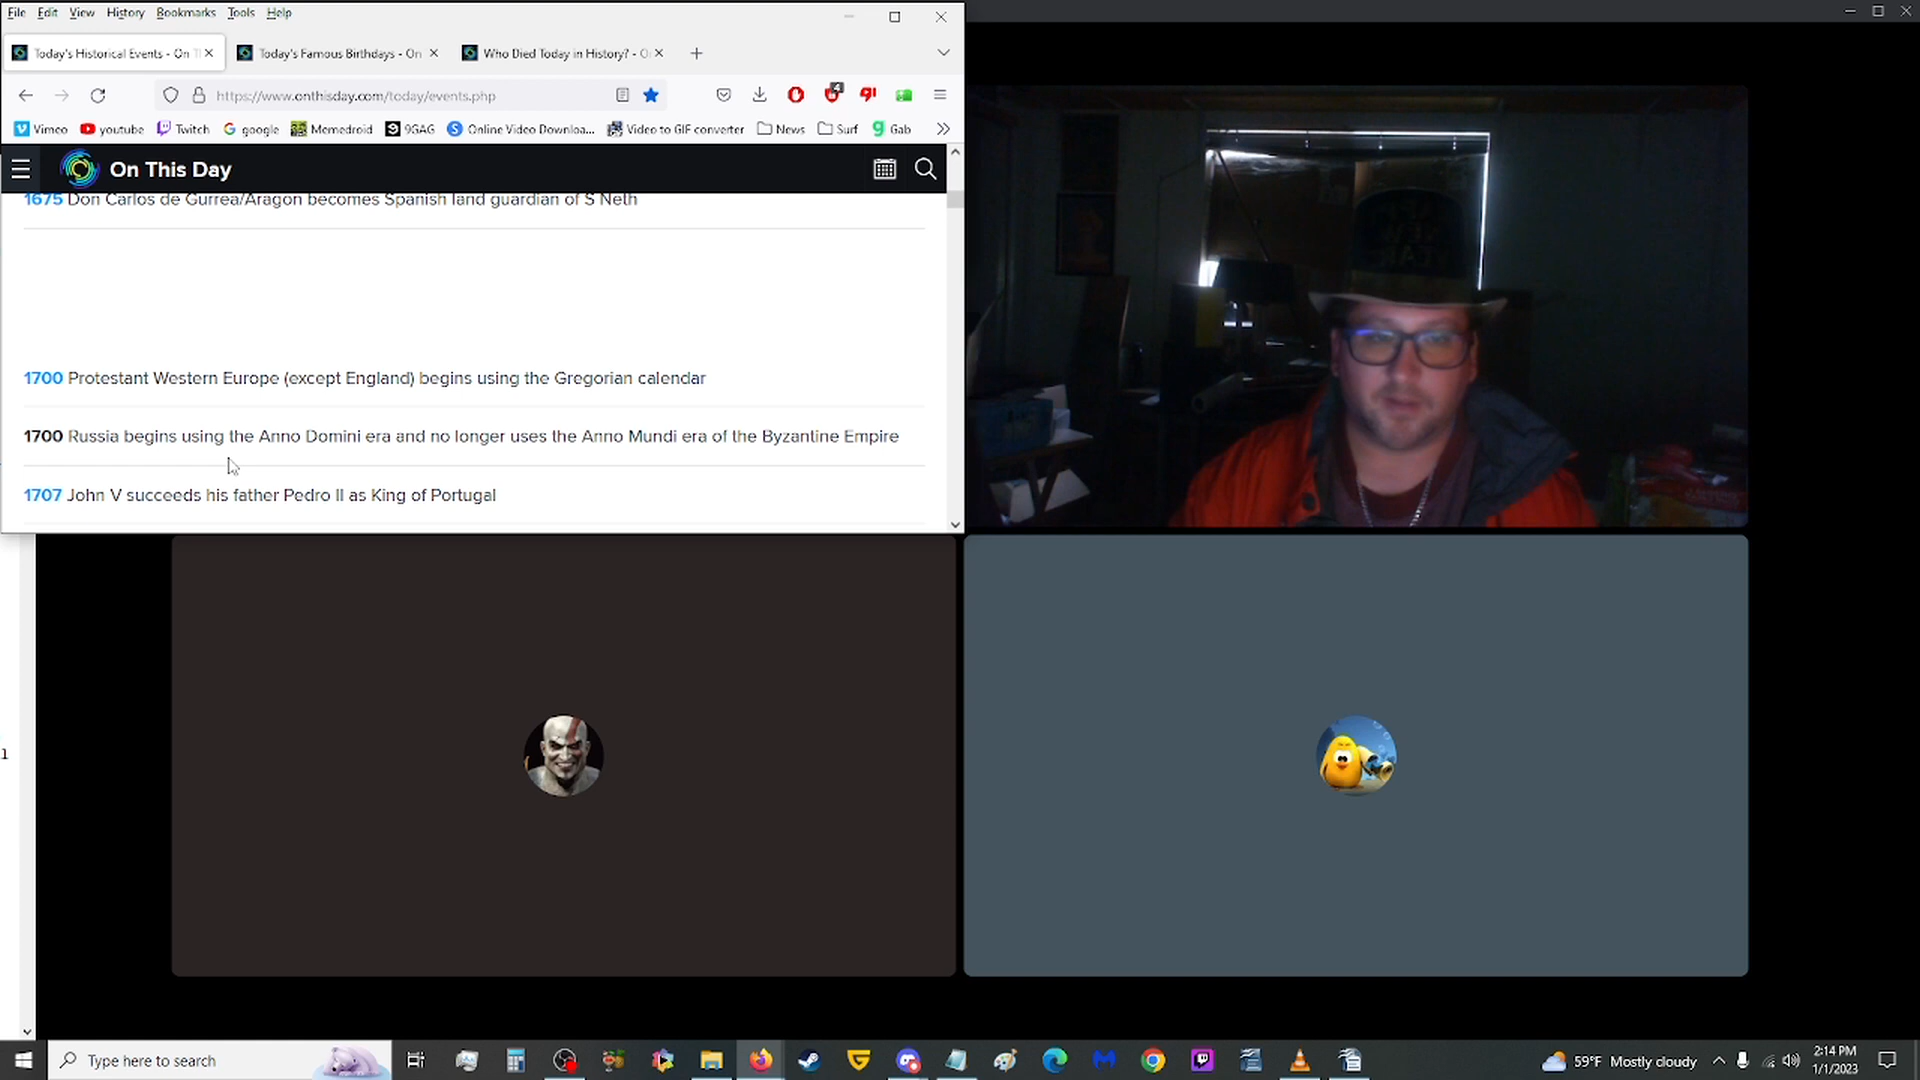 File Edit View History Bookmarks Tools Help
Today's Historical Events - On T
Today's Famous Birthdays - On
Who Died Today in History? - O
https://www.onthisday.com/today/events.php
4
Vimeo youtube Twitch google Memedroid 9GAG Online Video Downloa... Video to GIF converter News Surf Gab
On This Day
1675 Don Carlos de Gurrea/Aragon becomes Spanish land guardian of S Neth
1700 Protestant Western Europe (except England) begins using the Gregorian calendar
1700 Russia begins using the Anno Domini era and no longer uses the Anno Mundi era of the Byzantine Empire
1707 John V succeeds his father Pedro II as King of Portugal
1
Type here to search
59°F Mostly cloudy
2:14 PM
1/1/2023